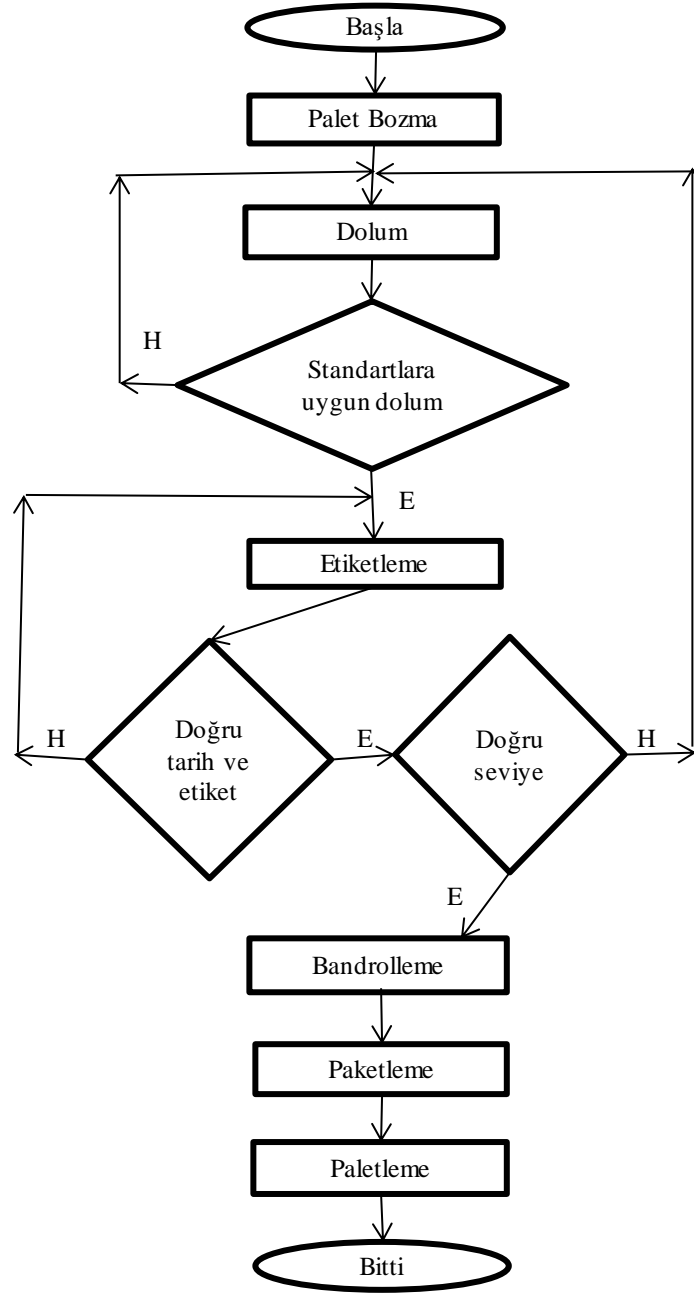 Başla
Palet Bozma
Dolum
H
Standartlara
uygun dolum
E
Etiketleme
H
Doğru
tarih ve
etiket
E
Doğru
seviye
H
E
Bandrolleme
Paketleme
Paletleme
Bitti